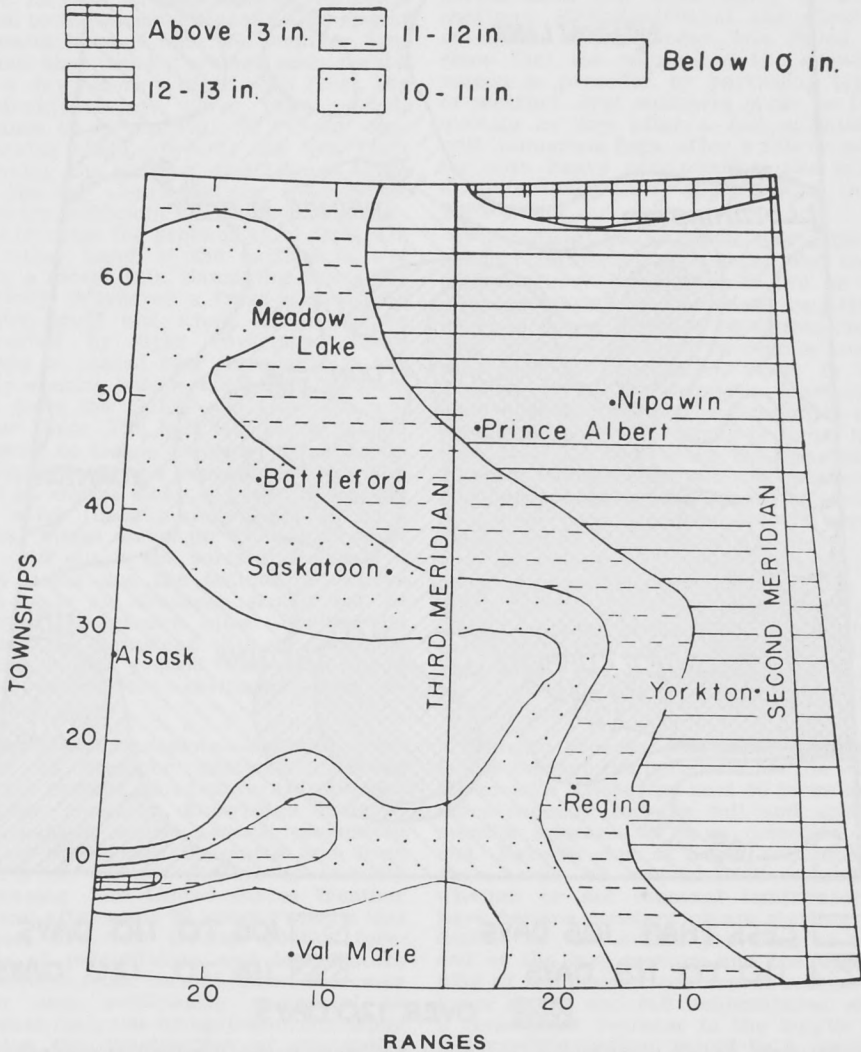 Above 13 in.
11-12 in.
Below 10 in.
12-13 in.
10-11 in.
60
Meadow
Lake
50
Nipawin
Prince Albert
Battleford
40
Saskatoon
TOWNSHIPS
THIRD MERIDIAN
SECOND MERIDIAN
30
Alsask
Yorkton
20
Regina
10
Val Marie
20
10
20
10
RANGES